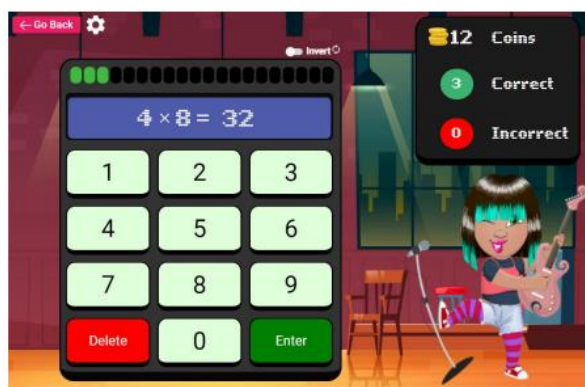 ← Go Back
Invert
4 × 8 = 32
1 2 3
4 5 6
7 8 9
Delete 0 Enter
12 Coins
3 Correct
0 Incorrect